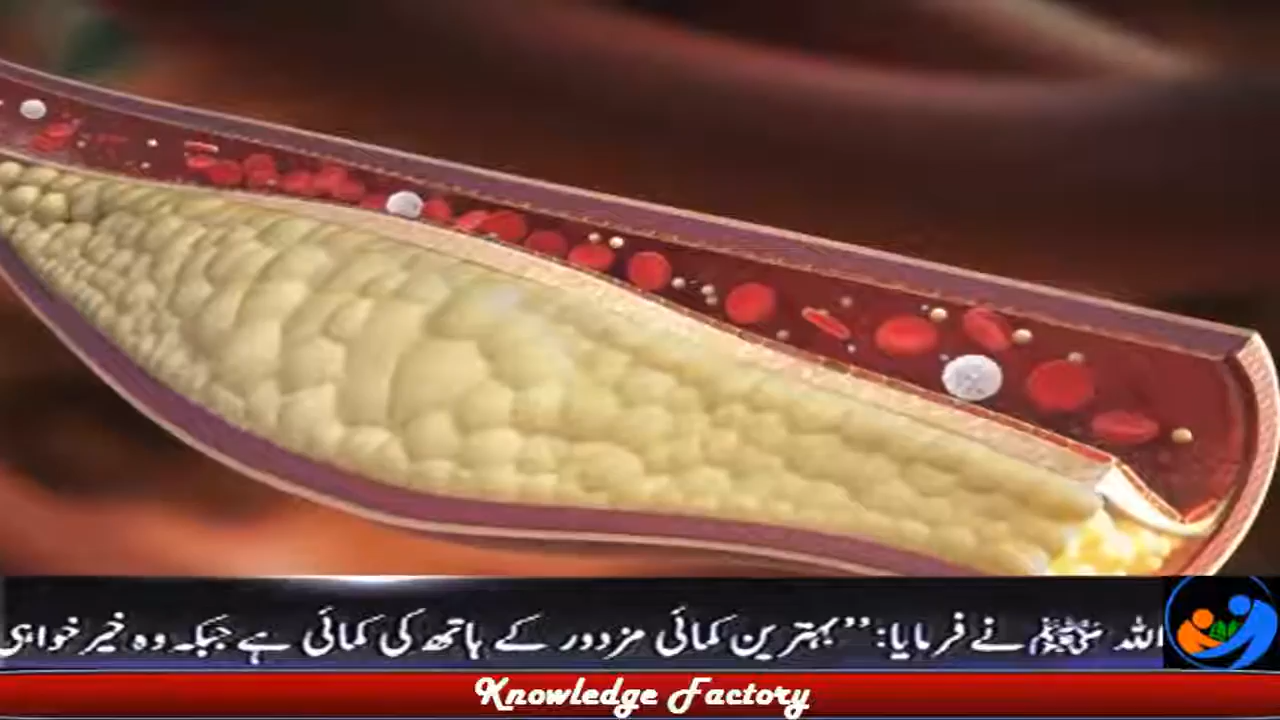 اللہ ﷺ نے فرمایا: ’’بہترین کمائی مزدور کے ہاتھ کی کمائی ہے جبکہ وہ خیر خواہی
Knowledge Factory